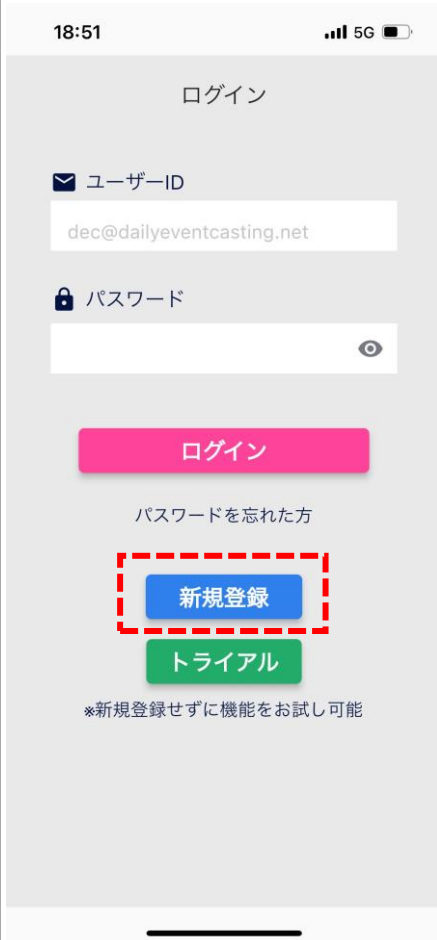 18:51 5G
ログイン
ユーザーID
dec@dailyeventcasting.net
パスワード
ログイン
パスワードを忘れた方
新規登録
トライアル
※新規登録せずに機能をお試し可能